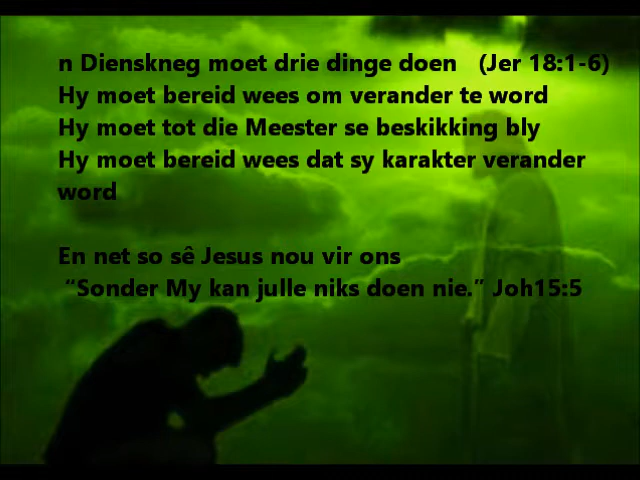 n Dienskneg moet drie dinge doen (Jer 18:1-6)
Hy moet bereid wees om verander te word
Hy moet tot die Meester se beskikking bly
Hy moet bereid wees dat sy karakter verander
word
En net so sê Jesus nou vir ons
“Sonder My kan julle niks doen nie.” Joh15:5